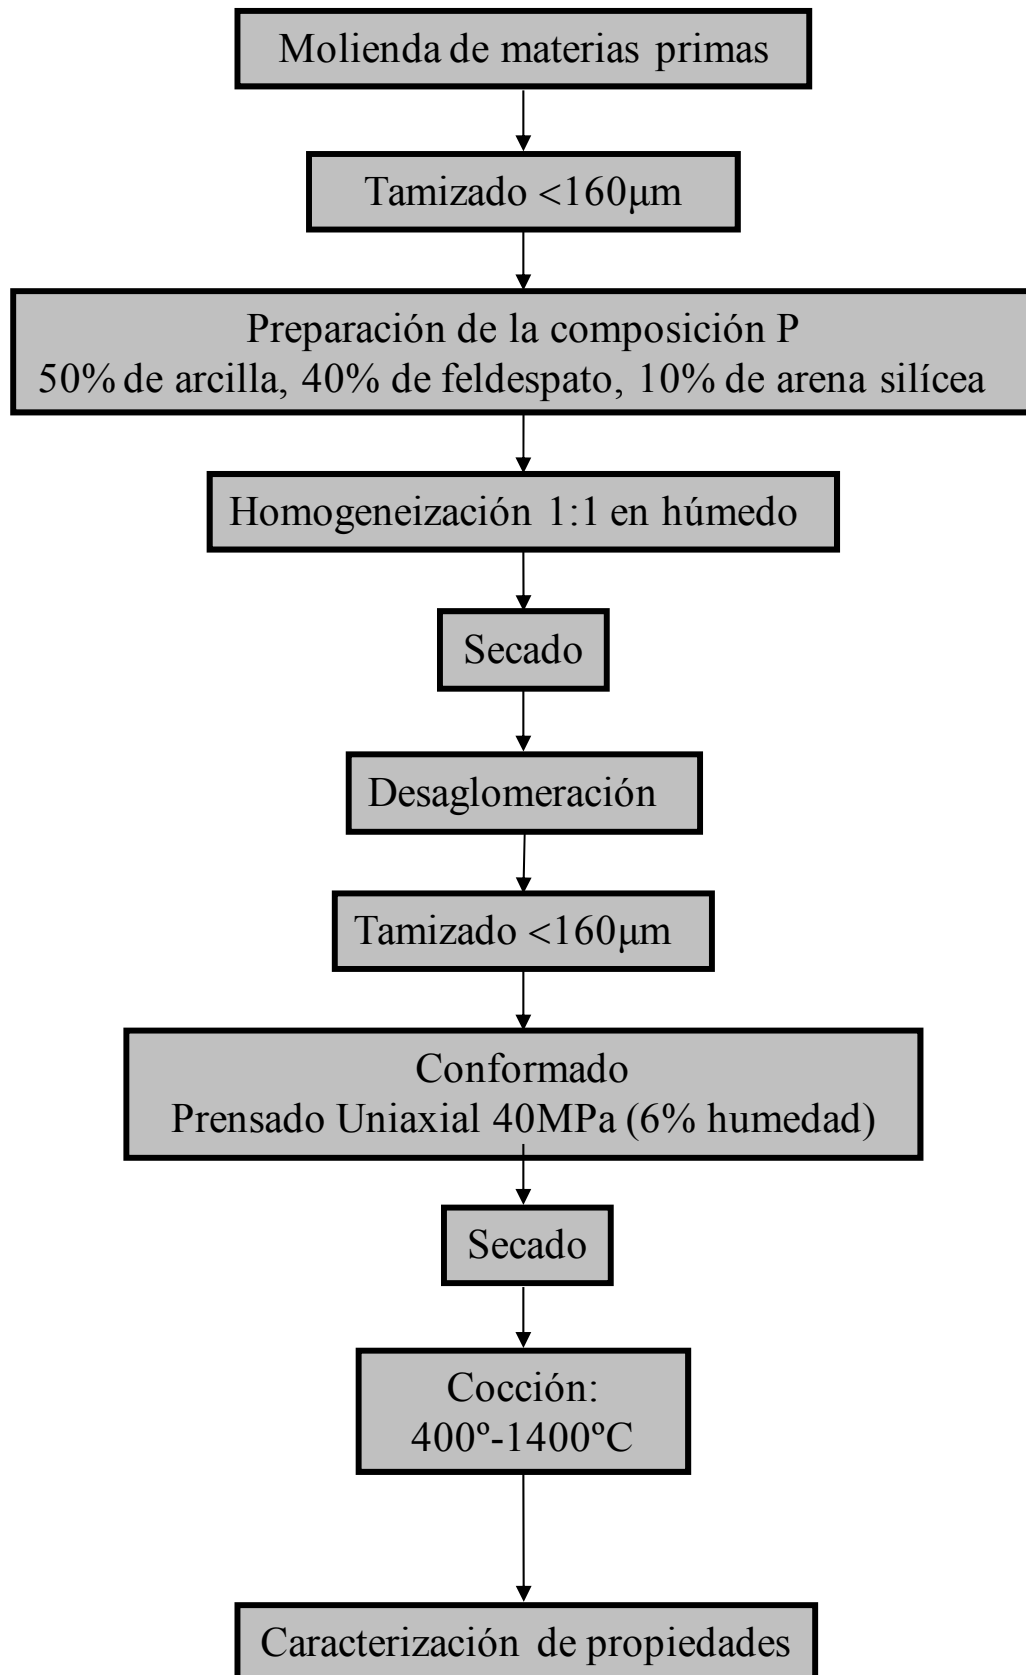 Molienda de materias primas
Tamizado <160μm
Preparación de la composición P
50% de arcilla, 40% de feldespato, 10% de arena silícea
Homogeneización 1:1 en húmedo
Secado
Desaglomeración
Tamizado <160μm
Conformado
Prensado Uniaxial 40MPa (6% humedad)
Secado
Cocción:
400º-1400ºC
Caracterización de propiedades